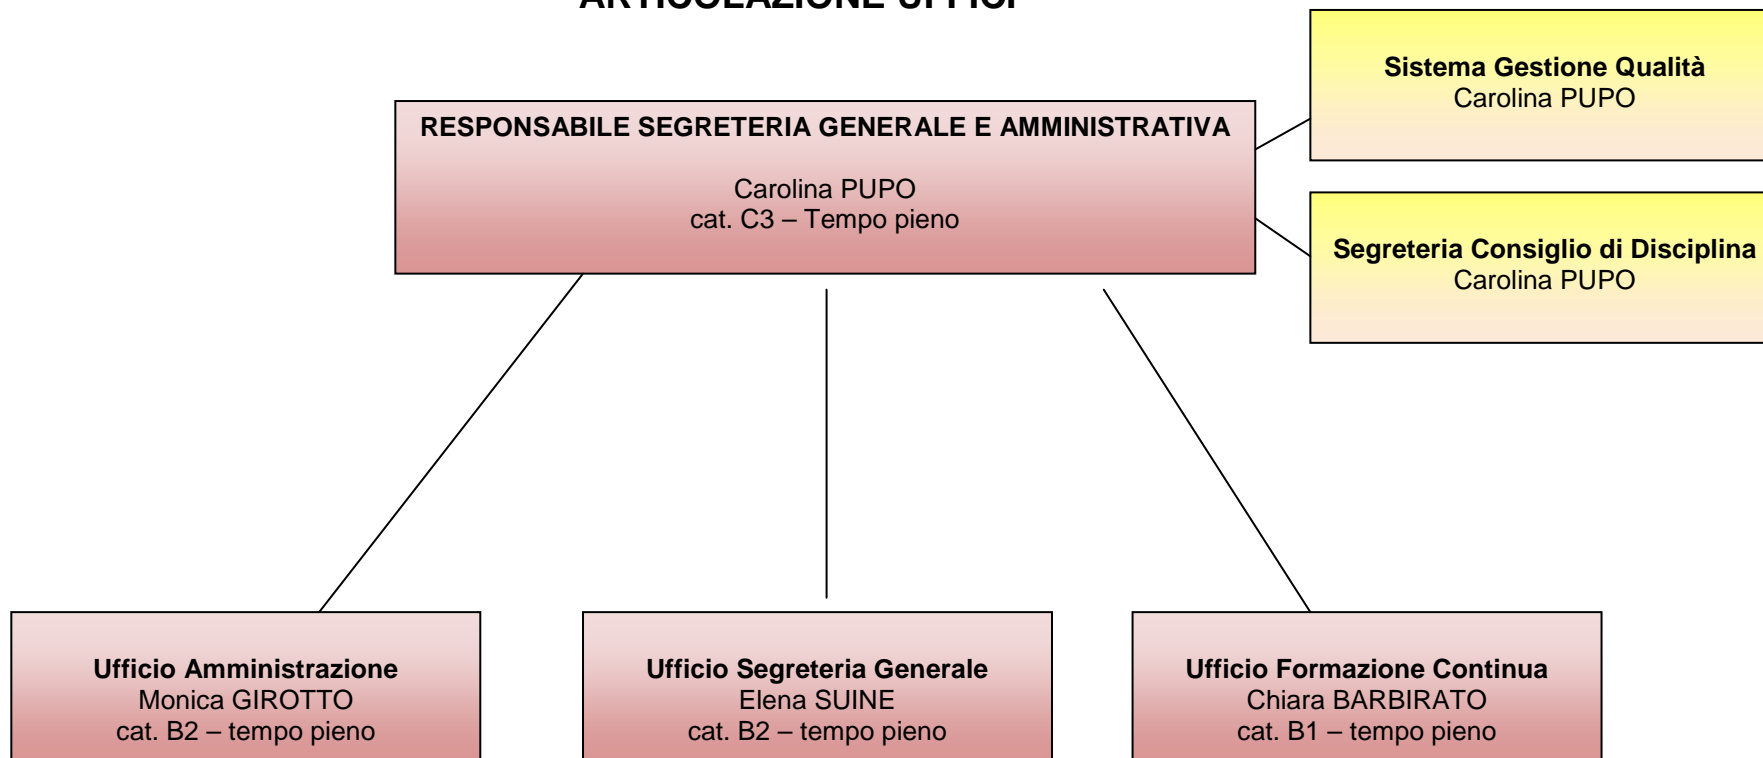 ARTICOLAZIONE UFFICI
Sistema Gestione Qualità
Carolina PUPO
RESPONSABILE SEGRETERIA GENERALE E AMMINISTRATIVA
Carolina PUPO
cat. C3 – Tempo pieno
Segreteria Consiglio di Disciplina
Carolina PUPO
Ufficio Amministrazione
Monica GIROTTO
cat. B2 – tempo pieno
Ufficio Segreteria Generale
Elena SUINE
cat. B2 – tempo pieno
Ufficio Formazione Continua
Chiara BARBIRATO
cat. B1 – tempo pieno